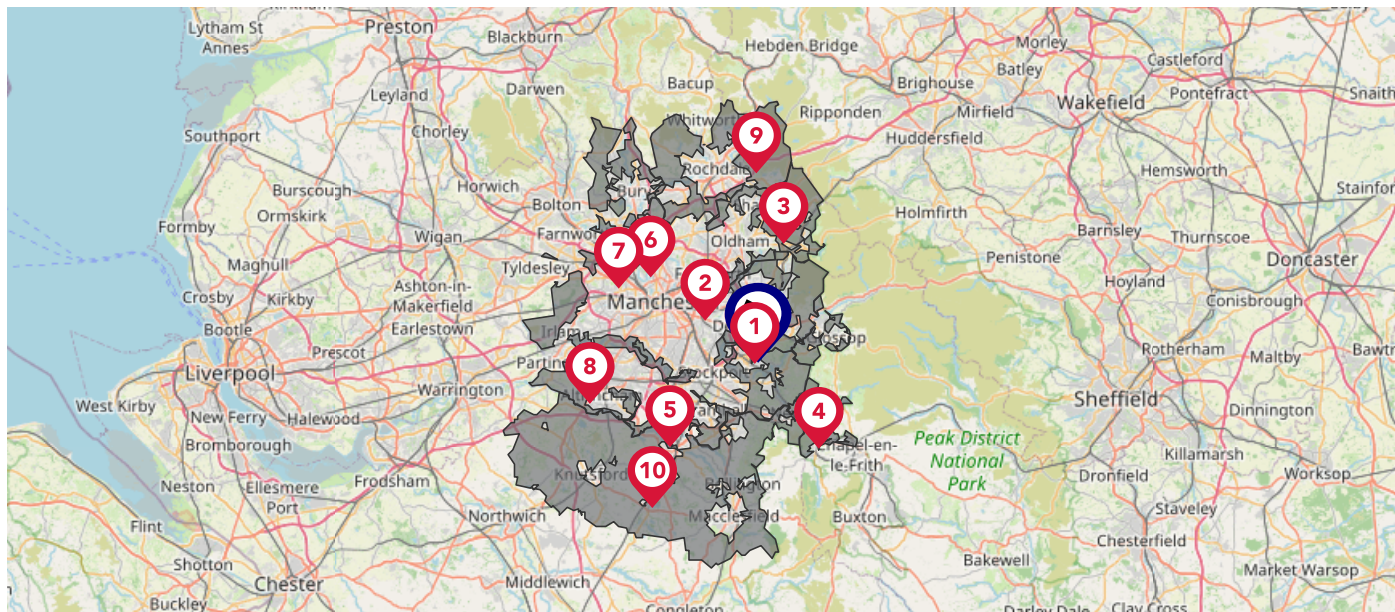 Lytham St
Annes
Preston
Blackburn
Hebden Bridge
Morley
Batley
Castleford
Pontefract
Snaith
Leyland
Darwen
Bacup
Brighouse
Wakefield
Mirfield
Ripponden
Whitworth
9
Southport
Chorley
Huddersfield
Hemsworth
Rochdale
Burscough
Horwich
Bury
Ormskirk
Bolton
3
Holmfirth
Formby
Wigan
Farnwo
6
7
Oldham
Barnsley
Thurnscoe
Penistone
Doncaster
Maghull
Tyldesley
2
Hoyland
Crosby
Kirkby
Ashton-in-
Makerfield
Manches
Conisbrough
Bootle
Earlestown
Irlam
1
Glossop
Prescot
Rotherham
Maltby
Bawtr
Liverpool
Partin
8
Stockport
Warrington
West Kirby
New Ferry
Halewood
Altrincham
5
4
Sheffield
Dinnington
Bromborough
Chapel-en-
le-Frith
Peak District
National
Park
Killamarsh
Neston
Ellesmere
Port
Frodsham
Knutsford
10
Dronfield
Worksop
Flint
Northwich
Macclesfield
Buxton
Staveley
Chesterfield
Shotton
Chester
Middlewich
Bakewell
Market Warsop
Buckley
Congleton
Darley Dale
Clay Cross